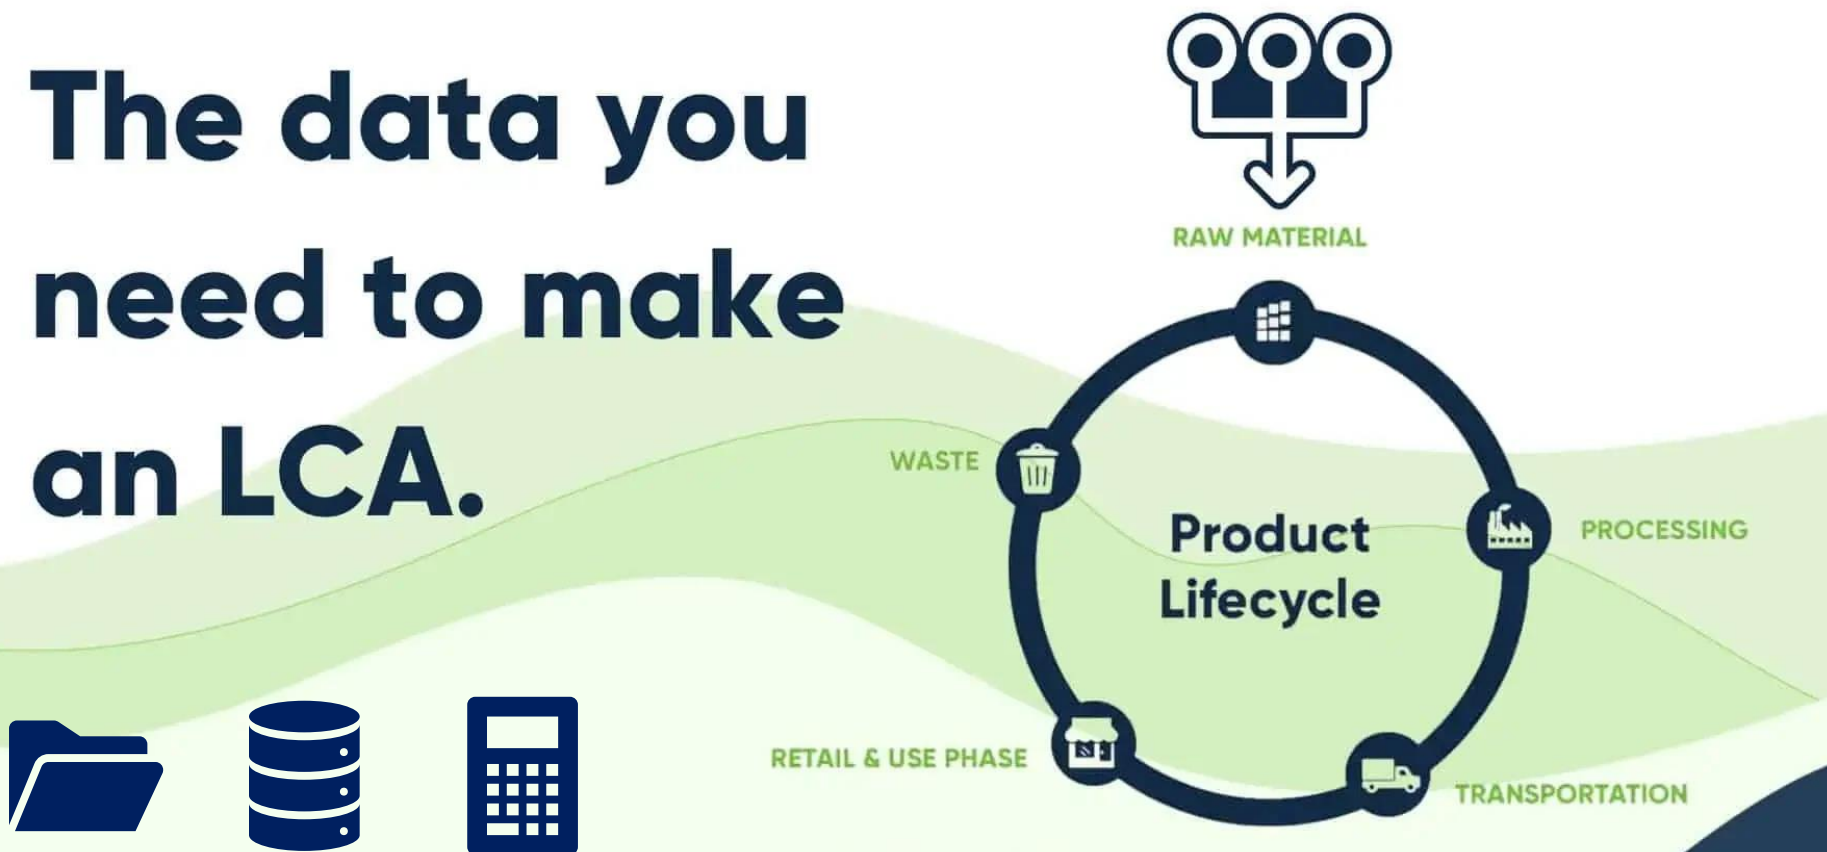 The data you
need to make
an LCA.
RAW MATERIAL
WASTE
PROCESSING
Product
Lifecycle
RETAIL & USE PHASE
TRANSPORTATION